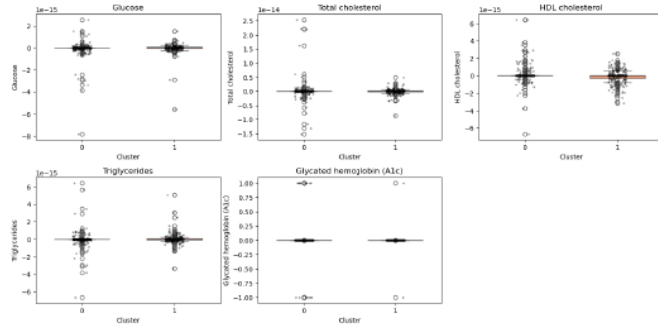 Glucose
1e−15
Glucose
2
0
−2
−4
−6
−8
0 1
Cluster
Total cholesterol
1e−14
Total cholesterol
2.5
2.0
1.5
1.0
0.5
0.0
−0.5
−1.0
−1.5
0 1
Cluster
HDL cholesterol
1e−15
HDL cholesterol
6
4
2
0
−2
−4
−6
0 1
Cluster
Triglycerides
1e−15
Triglycerides
6
4
2
0
−2
−4
−6
0 1
Cluster
Glycated hemoglobin (A1c)
Glycated hemoglobin (A1c)
1.00
0.75
0.50
0.25
0.00
−0.25
−0.50
−0.75
−1.00
0 1
Cluster